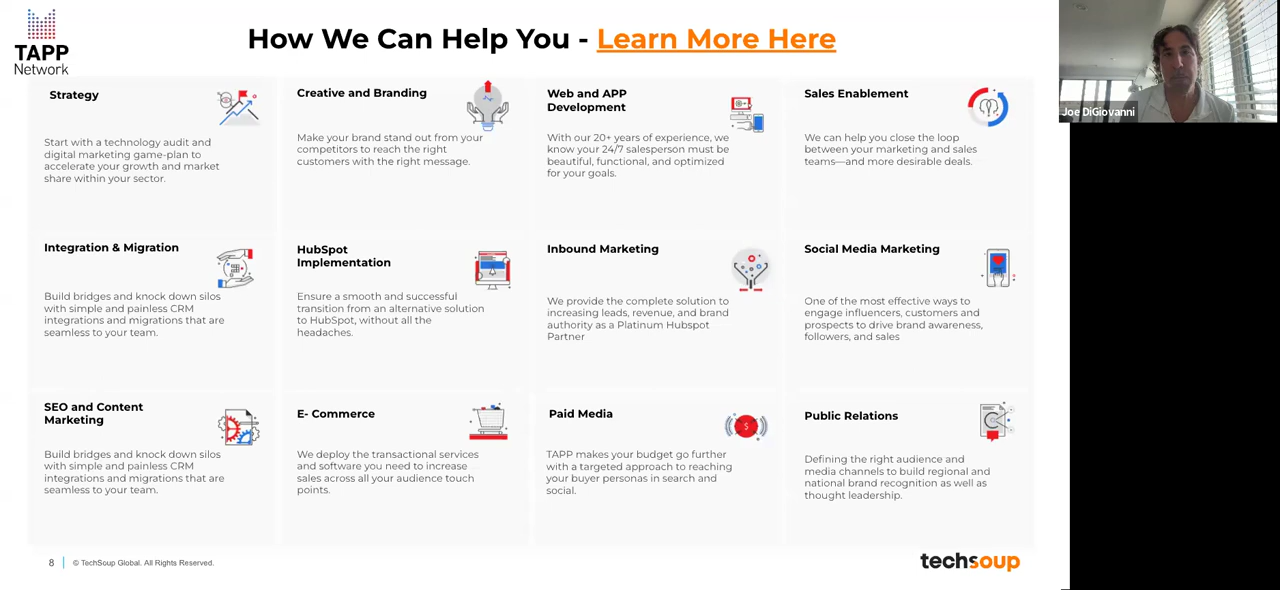 TAPP
Network
How We Can Help You - Learn More Here
Joe DiGiovanni
Strategy
Start with a technology audit and
digital marketing game-plan to
accelerate your growth and market
share within your sector.
Creative and Branding
Make your brand stand out from your
competitors to reach the right
customers with the right message.
Web and APP
Development
With our 20+ years of experience, we
know your 24/7 salesperson must be
beautiful, functional, and optimized
for your goals.
Sales Enablement
We can help you close the loop
between your marketing and sales
teams—and more desirable deals.
Integration & Migration
Build bridges and knock down silos
with simple and painless CRM
integrations and migrations that are
seamless to your team.
HubSpot
Implementation
Ensure a smooth and successful
transition from an alternative solution
to HubSpot, without all the
headaches.
Inbound Marketing
We provide the complete solution to
increasing leads, revenue, and brand
authority as a Platinum Hubspot
Partner
Social Media Marketing
One of the most effective ways to
engage influencers, customers and
prospects to drive brand awareness,
followers, and sales
SEO and Content
Marketing
Build bridges and knock down silos
with simple and painless CRM
integrations and migrations that are
seamless to your team.
E- Commerce
We deploy the transactional services
and software you need to increase
sales across all your audience touch
points.
Paid Media
$
TAPP makes your budget go further
with a targeted approach to reaching
your buyer personas in search and
social.
Public Relations
Defining the right audience and
media channels to build regional and
national brand recognition as well as
thought leadership.
8
© TechSoup Global. All Rights Reserved.
techsoup